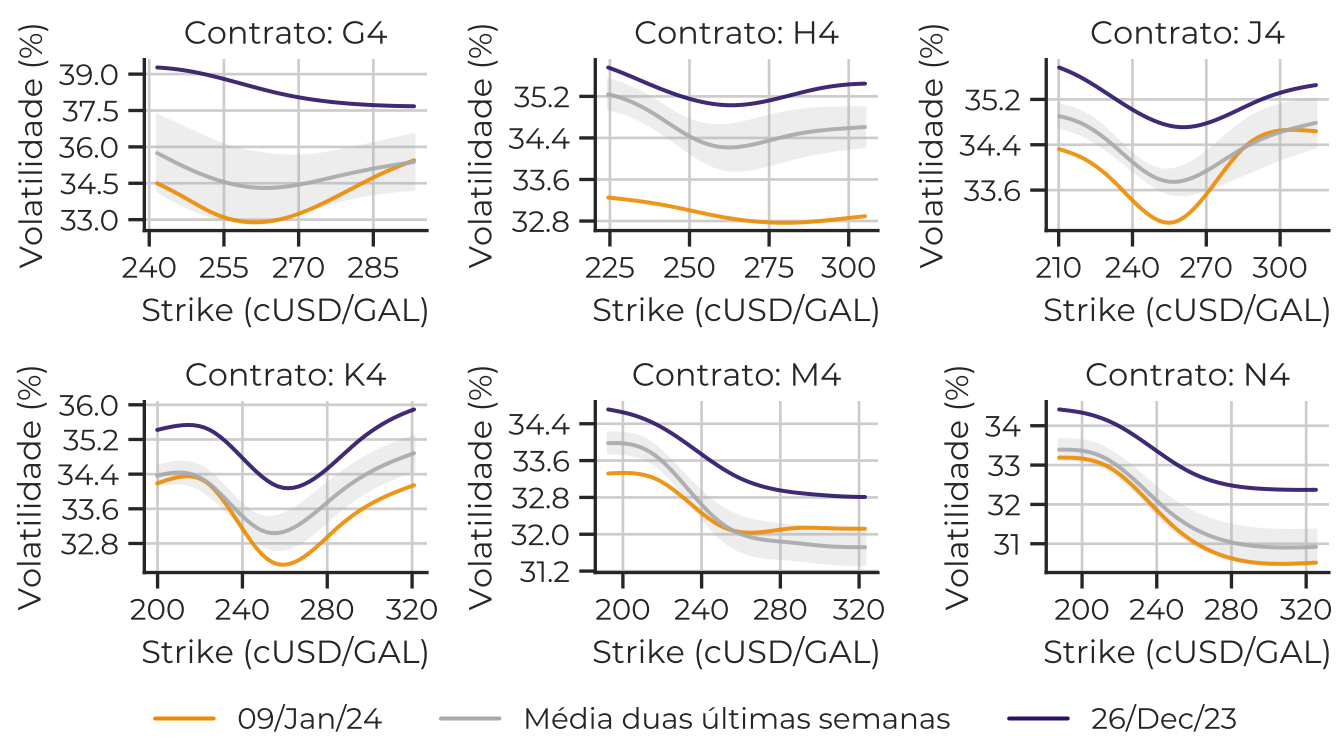 Contrato: G4
Volatilidade (%)
39.0
37.5
36.0
34.5
33.0
240 255 270 285
Strike (cUSD/GAL)
Contrato: H4
Volatilidade (%)
35.2
34.4
33.6
32.8
225 250 275 300
Strike (cUSD/GAL)
Contrato: J4
Volatilidade (%)
35.2
34.4
33.6
210 240 270 300
Strike (cUSD/GAL)
Contrato: K4
Volatilidade (%)
36.0
35.2
34.4
33.6
32.8
200 240 280 320
Strike (cUSD/GAL)
Contrato: M4
Volatilidade (%)
34.4
33.6
32.8
32.0
31.2
200 240 280 320
Strike (cUSD/GAL)
Contrato: N4
Volatilidade (%)
34
33
32
31
200 240 280 320
Strike (cUSD/GAL)
09/Jan/24 Média duas últimas semanas 26/Dec/23